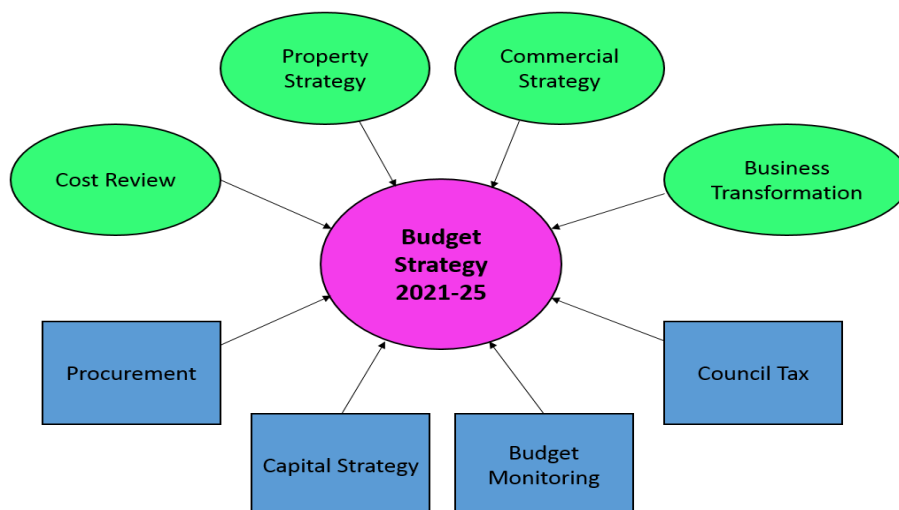 Property
Strategy
Commercial
Strategy
Cost Review
Business
Transformation
Budget
Strategy
2021-25
Procurement
Council Tax
Capital Strategy
Budget
Monitoring